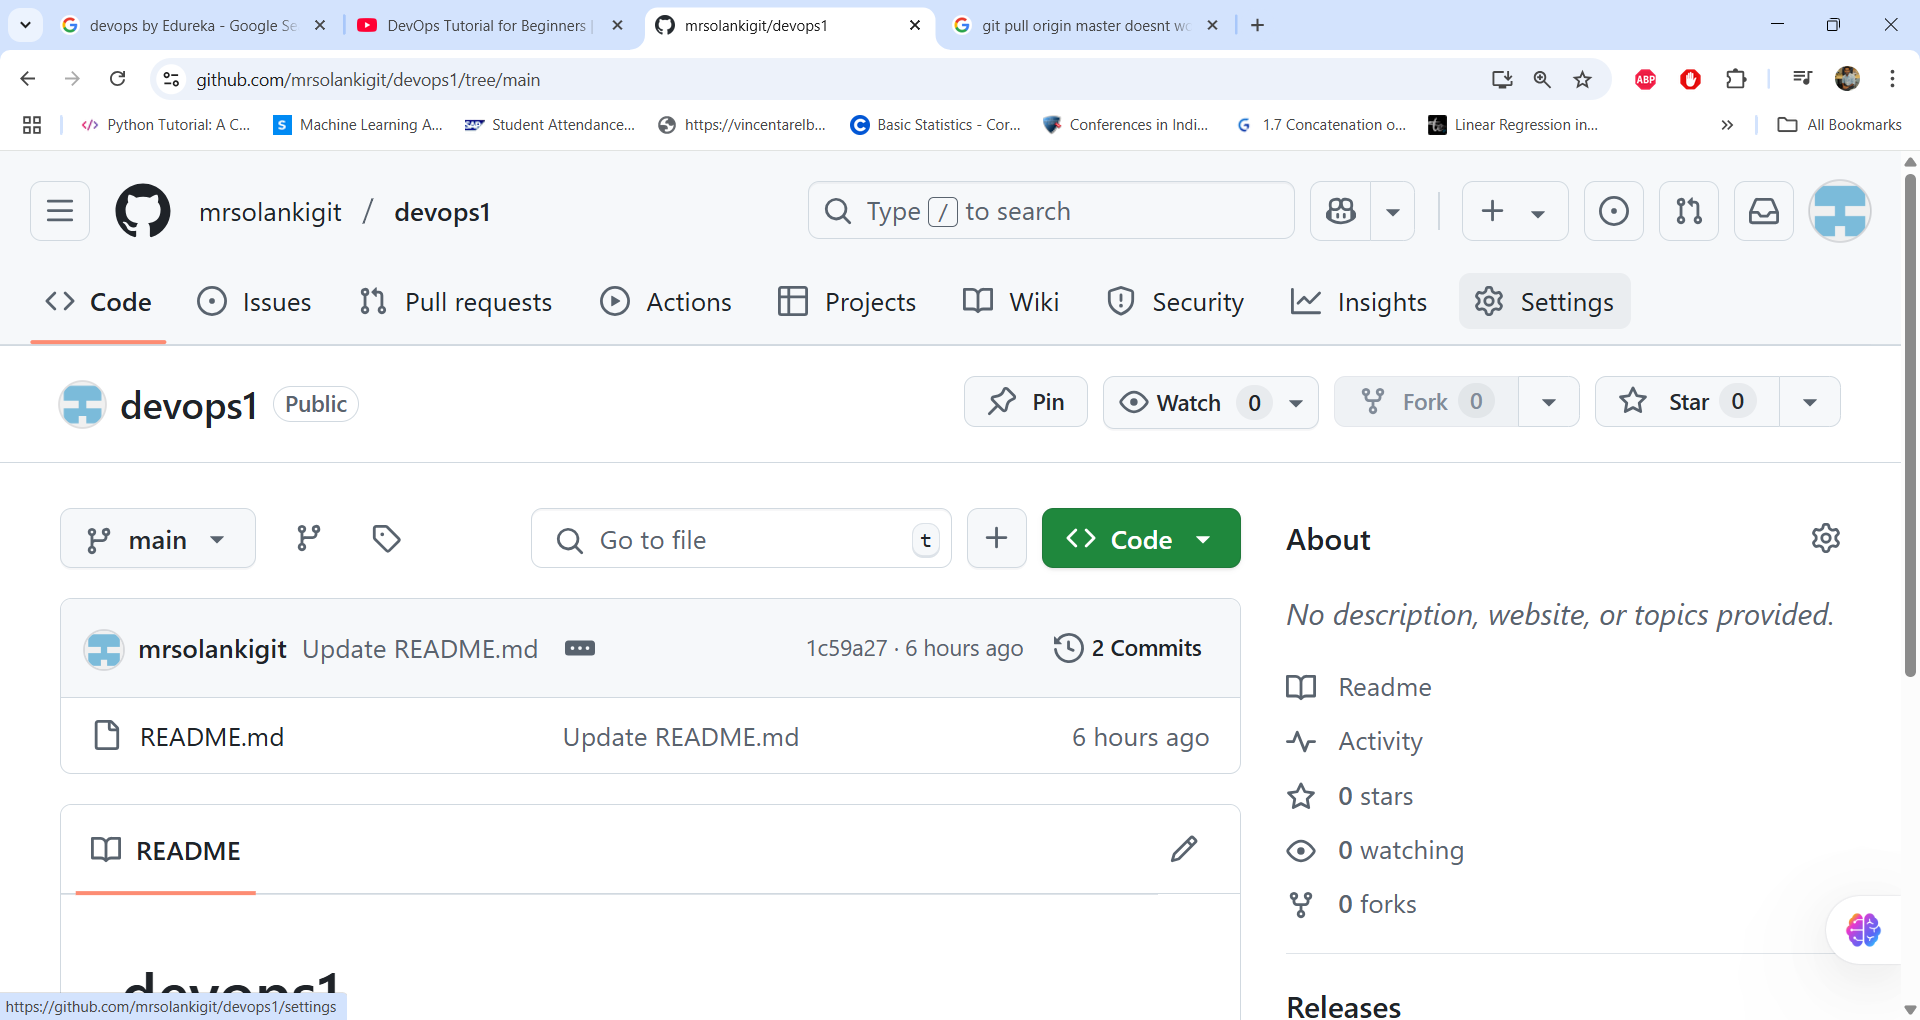 devops by Edureka - Google Se
DevOps Tutorial for Beginners |
mrsolankigit/devops1
git pull origin master doesnt wo
github.com/mrsolankigit/devops1/tree/main
ABP
Python Tutorial: A C...
S Machine Learning A...
SAP Student Attendance...
https://vincentarelb...
C Basic Statistics - Cor...
Conferences in Indi...
G 1.7 Concatenation o...
te Linear Regression in...
All Bookmarks
mrsolankigit / devops1
Type / to search
Code
Issues
Pull requests
Actions
Projects
Wiki
Security
Insights
Settings
devops1 Public
Pin
Watch 0
Fork 0
Star 0
main
Go to file t
Code
About
No description, website, or topics provided.
mrsolankigit Update README.md
1c59a27 · 6 hours ago
2 Commits
README.md Update README.md 6 hours ago
Readme
Activity
0 stars
0 watching
0 forks
README
devops1
Releases
https://github.com/mrsolankigit/devops1/settings